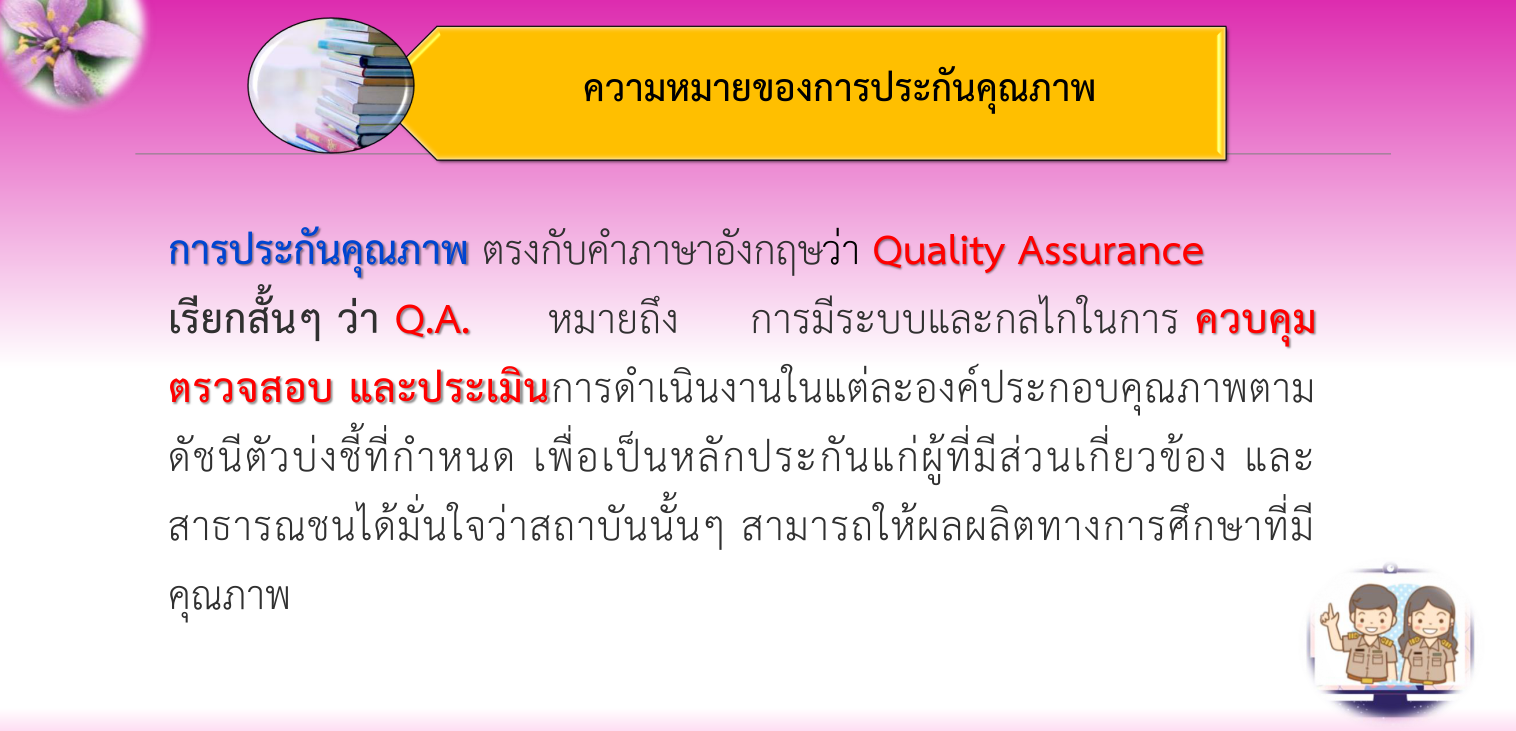 ความหมายของการประกันคุณภาพ
การประกันคุณภาพ ตรงกับคำภาษาอังกฤษว่า Quality Assurance
เรียกสั้นๆ ว่า Q.A. หมายถึง การมีระบบและกลไกในการ ควบคุม
ตรวจสอบ และประเมินการดำเนินงานในแต่ละองค์ประกอบคุณภาพตาม
ดัชนีตัวบ่งชี้ที่กำหนด เพื่อเป็นหลักประกันแก่ผู้ที่มีส่วนเกี่ยวข้อง และ
สาธารณชนได้มั่นใจว่าสถาบันนั้นๆ สามารถให้ผลผลิตทางการศึกษาที่มี
คุณภาพ